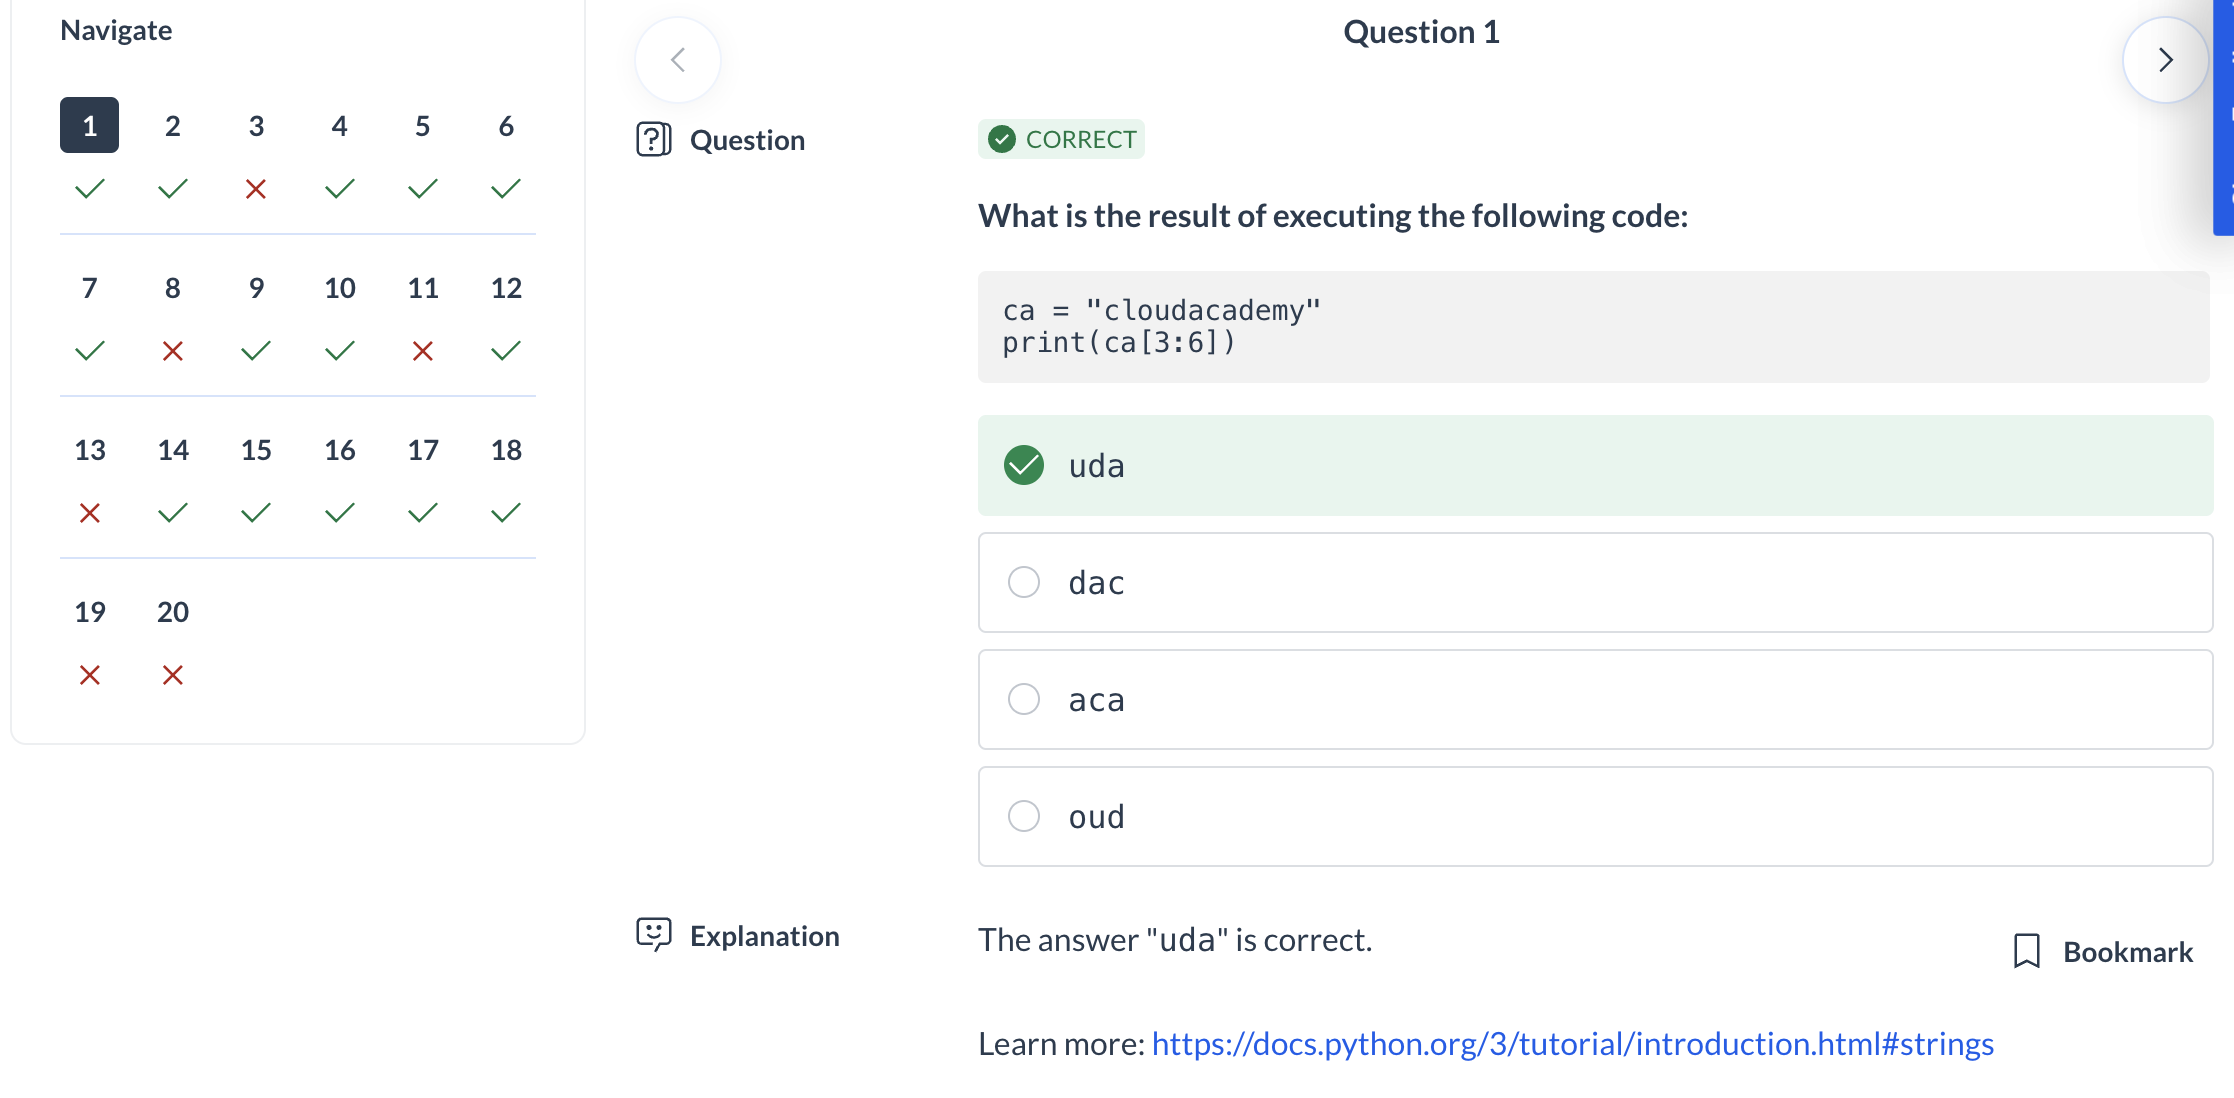 Navigate
1 2 3 4 5 6
7 8 9 10 11 12
13 14 15 16 17 18
19 20
Question 1
Question
CORRECT
What is the result of executing the following code:
ca = "cloudacademy"
print(ca[3:6])
uda
dac
aca
oud
Explanation
The answer "uda" is correct.
Bookmark
Learn more: https://docs.python.org/3/tutorial/introduction.html#strings